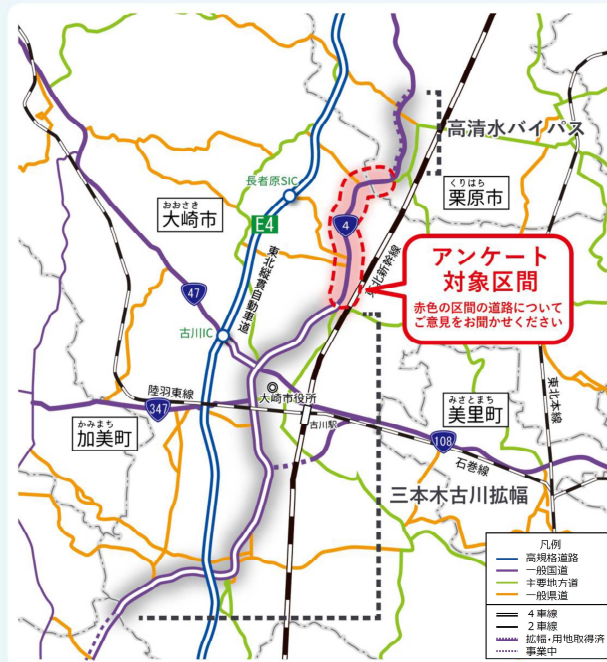 高清水バイパス
長者原SIC
おおさき
大崎市
くりはら
栗原市
E4
4
アンケート
対象区間
赤色の区間の道路について
ご意見をお聞かせください
東北新幹線
東北縦貫自動車道
47
古川IC
大崎市役所
陸羽東線
347
かみまち
加美町
古川駅
みさとまち
美里町
東北本線
108
石巻線
三本木古川拡幅
凡例
高規格道路
一般国道
主要地方道
一般県道
4車線
2車線
拡幅・用地取得済
事業中